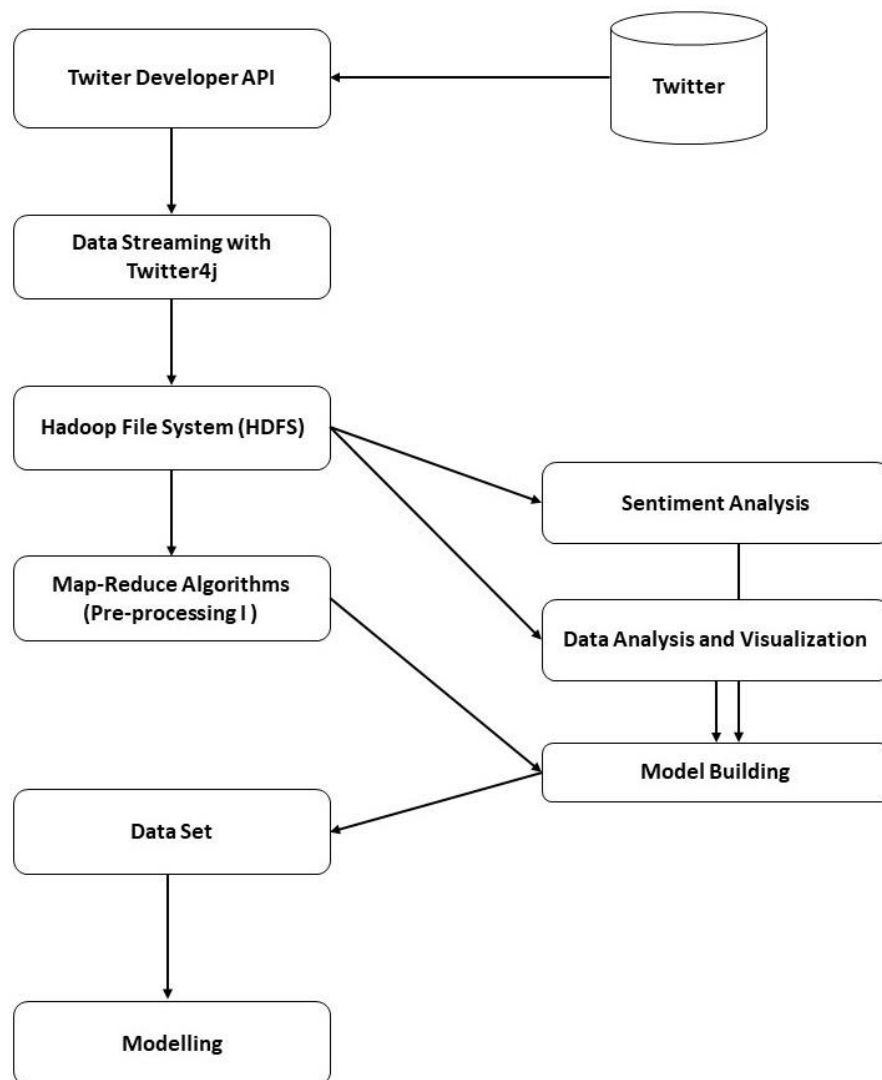 Twiter Developer API
Twitter
Data Streaming with
Twitter4j
Hadoop File System (HDFS)
Sentiment Analysis
Map-Reduce Algorithms
(Pre-processing I )
Data Analysis and Visualization
Model Building
Data Set
Modelling